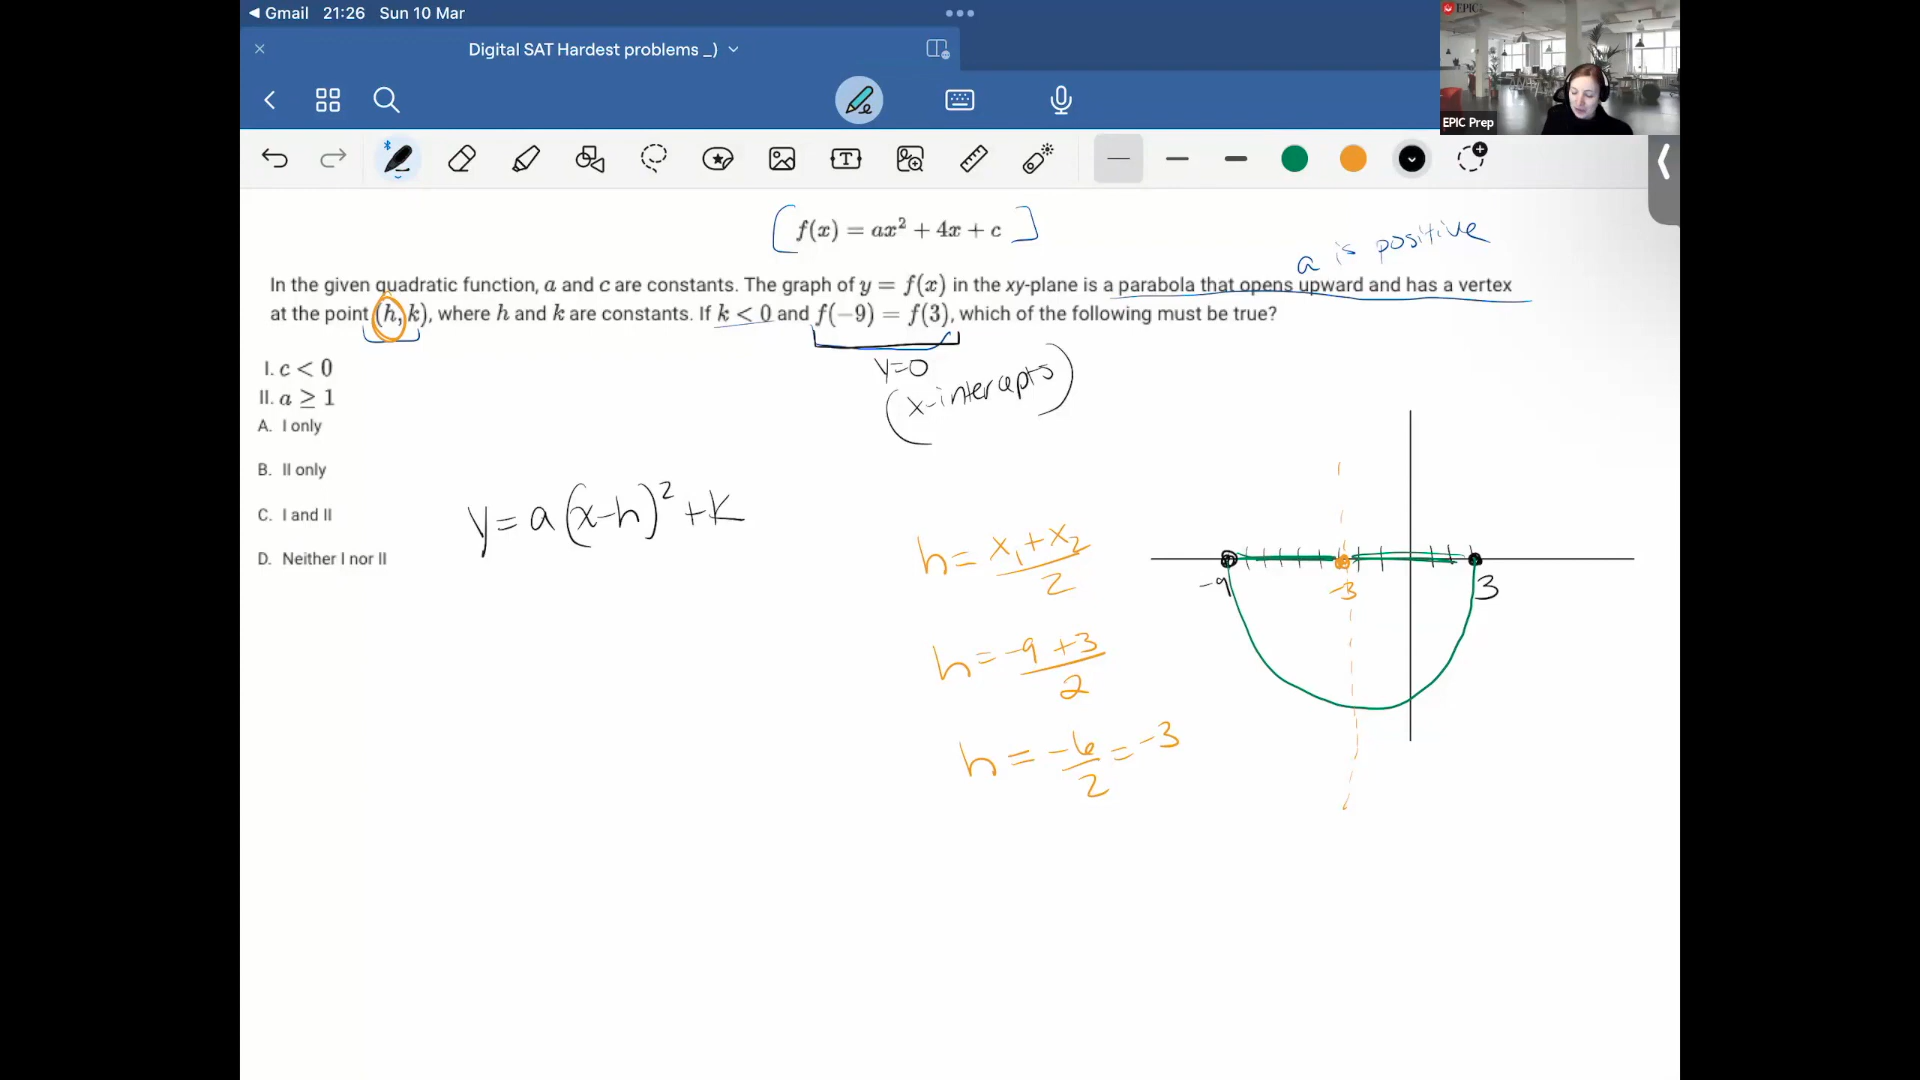 Gmail 21:26 Sun 10 Mar
Digital SAT Hardest problems _)
EPIC
EPIC Prep
f(x) = ax² + 4x + c
a is positive
In the given quadratic function, a and c are constants. The graph of y = f(x) in the xy-plane is a parabola that opens upward and has a vertex
at the point (h, k), where h and k are constants. If k < 0 and f(−9) = f(3), which of the following must be true?
y=0
(x-intercepts)
I. c < 0
II. a ≥ 1
A. I only
B. II only
C. I and II
D. Neither I nor II
y = a(x-h)² + k
h = x₁ + x₂ / 2
h = -9 + 3 / 2
h = -6 / 2 = -3
-9
-3
3